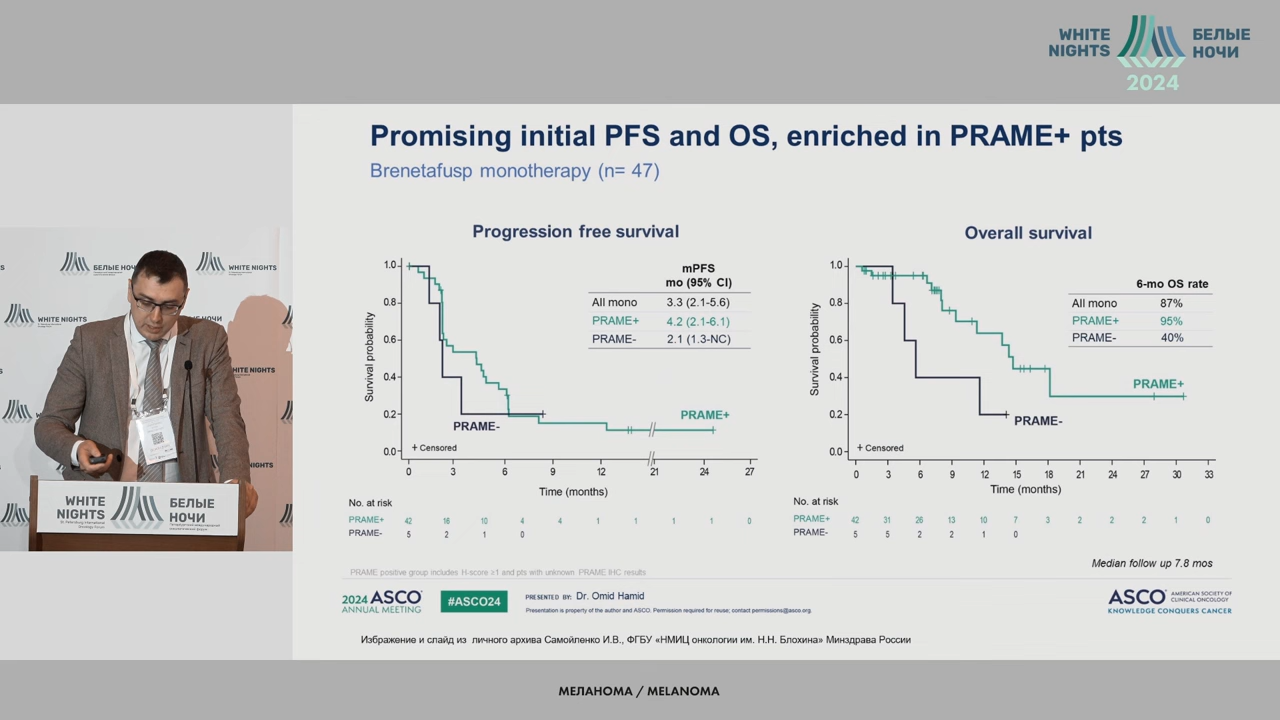 WHITE
NIGHTS
БЕЛЫЕ
НОЧИ
2024
Promising initial PFS and OS, enriched in PRAME+ pts
Brenetafusp monotherapy (n= 47)
Progression free survival
mPFS
mo (95% CI)
All mono 3.3 (2.1-5.6)
PRAME+ 4.2 (2.1-6.1)
PRAME- 2.1 (1.3-NC)
Survival probability
1.0
0.8
0.6
0.4
0.2
0.0
PRAME+
PRAME-
+ Censored
0 3 6 9 12 21 24 27
Time (months)
No. at risk
PRAME+ 42 16 10 4 4 1 1 1 1 0
PRAME- 5 2 1 0
Overall survival
6-mo OS rate
All mono 87%
PRAME+ 95%
PRAME- 40%
Survival probability
1.0
0.8
0.6
0.4
0.2
0.0
PRAME+
PRAME-
+ Censored
0 3 6 9 12 15 18 21 24 27 30 33
Time (months)
No. at risk
PRAME+ 42 31 26 13 10 7 3 2 2 2 1 0
PRAME- 5 5 2 2 1 0
Median follow up 7.8 mos
PRAME positive group includes H-score ≥1 and pts with unknown PRAME IHC results
2024 ASCO
ANNUAL MEETING
#ASCO24
PRESENTED BY: Dr. Omid Hamid
Presentation is property of the author and ASCO. Permission required for reuse; contact permissions@asco.org.
ASCO AMERICAN SOCIETY OF
CLINICAL ONCOLOGY
KNOWLEDGE CONQUERS CANCER
Избражение и слайд из личного архива Самойленко И.В., ФГБУ «НМИЦ онкологии им. Н.Н. Блохина» Минздрава России
БЕЛЫЕ НОЧИ
WHITE NIGHTS
WHITE NIGHTS
WHITE
NIGHTS
St. Petersburg International
Oncology Forum
БЕЛЫЕ
НОЧИ
МЕЛАНОМА / MELANOMA